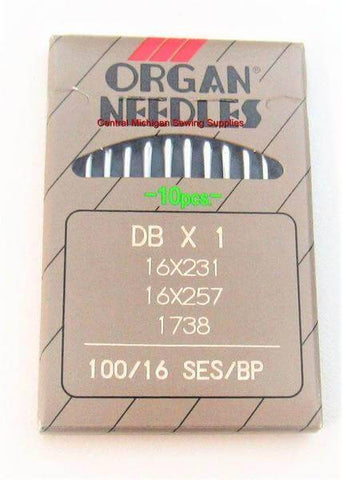 ORGAN®
NEEDLES
Central Michigan Sewing Supplies
-10pcs-
DB X 1
16X231
16X257
1738
100/16 SES/BP